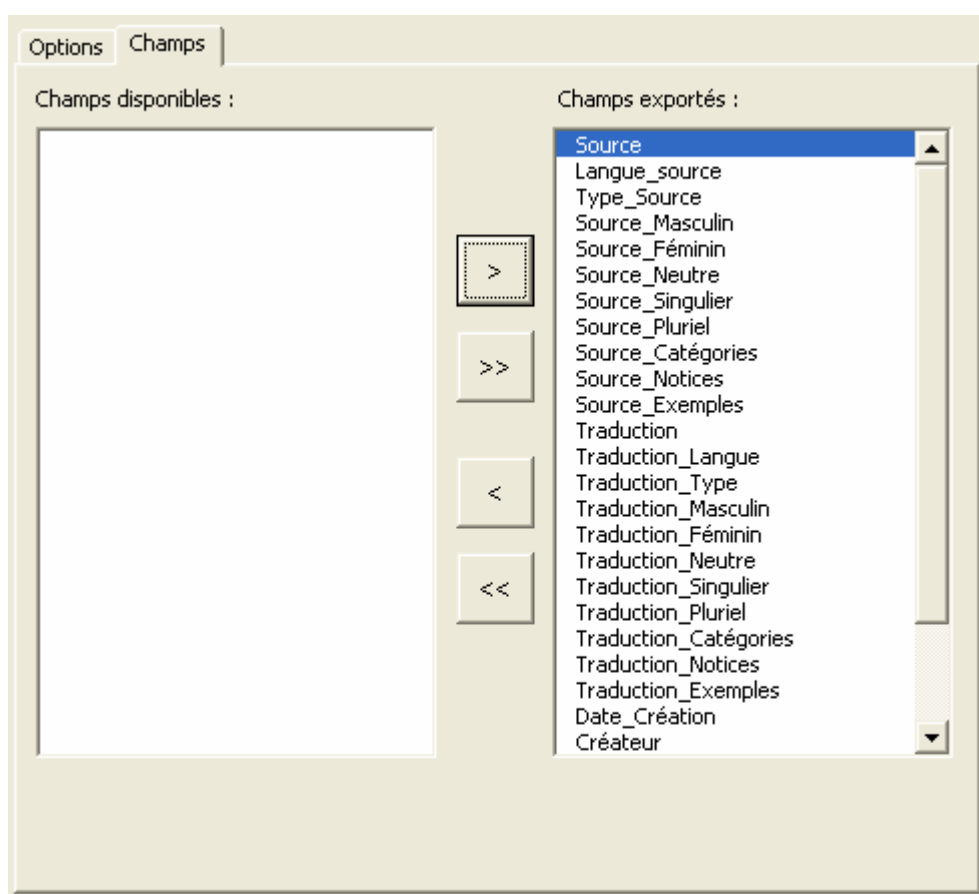 Options
Champs
Champs disponibles :
Champs exportés :
>
>>
<
<<
Source
Langue_source
Type_Source
Source_Masculin
Source_Féminin
Source_Neutre
Source_Singulier
Source_Pluriel
Source_Catégories
Source_Notices
Source_Exemples
Traduction
Traduction_Langue
Traduction_Type
Traduction_Masculin
Traduction_Féminin
Traduction_Neutre
Traduction_Singulier
Traduction_Pluriel
Traduction_Catégories
Traduction_Notices
Traduction_Exemples
Date_Création
Créateur